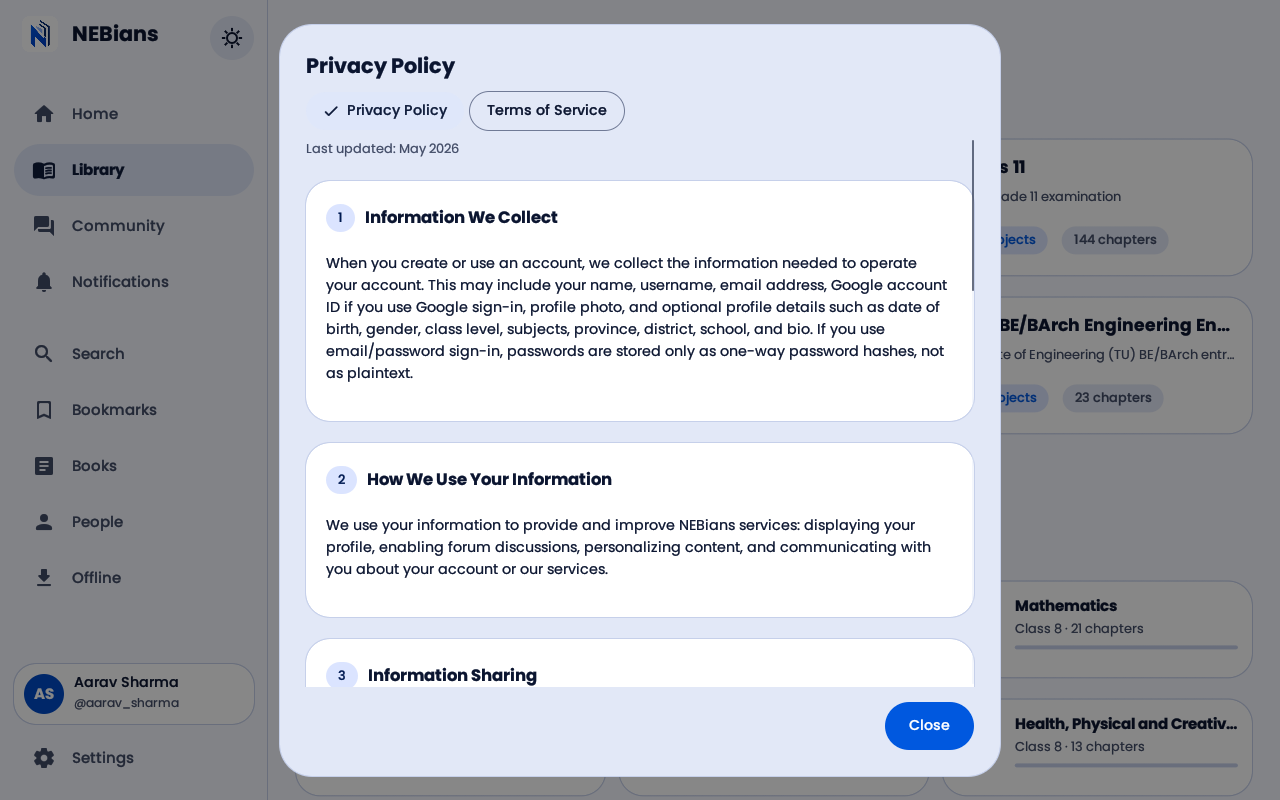 NEBians
Home
Library
Community
Notifications
Search
Bookmarks
Books
People
Offline
AS
Aarav Sharma
@aarav_sharma
Settings
Privacy Policy
Privacy Policy
Terms of Service
Last updated: May 2026
1
Information We Collect
When you create or use an account, we collect the information needed to operate
your account. This may include your name, username, email address, Google account
ID if you use Google sign-in, profile photo, and optional profile details such as date of
birth, gender, class level, subjects, province, district, school, and bio. If you use
email/password sign-in, passwords are stored only as one-way password hashes, not
as plaintext.
2
How We Use Your Information
We use your information to provide and improve NEBians services: displaying your
profile, enabling forum discussions, personalizing content, and communicating with
you about your account or our services.
3
Information Sharing
Close
11
examination
144 chapters
BE/BArch Engineering En...
of Engineering (TU) BE/BArch entr...
23 chapters
Mathematics
Class 8 · 21 chapters
Health, Physical and Creativ...
Class 8 · 13 chapters